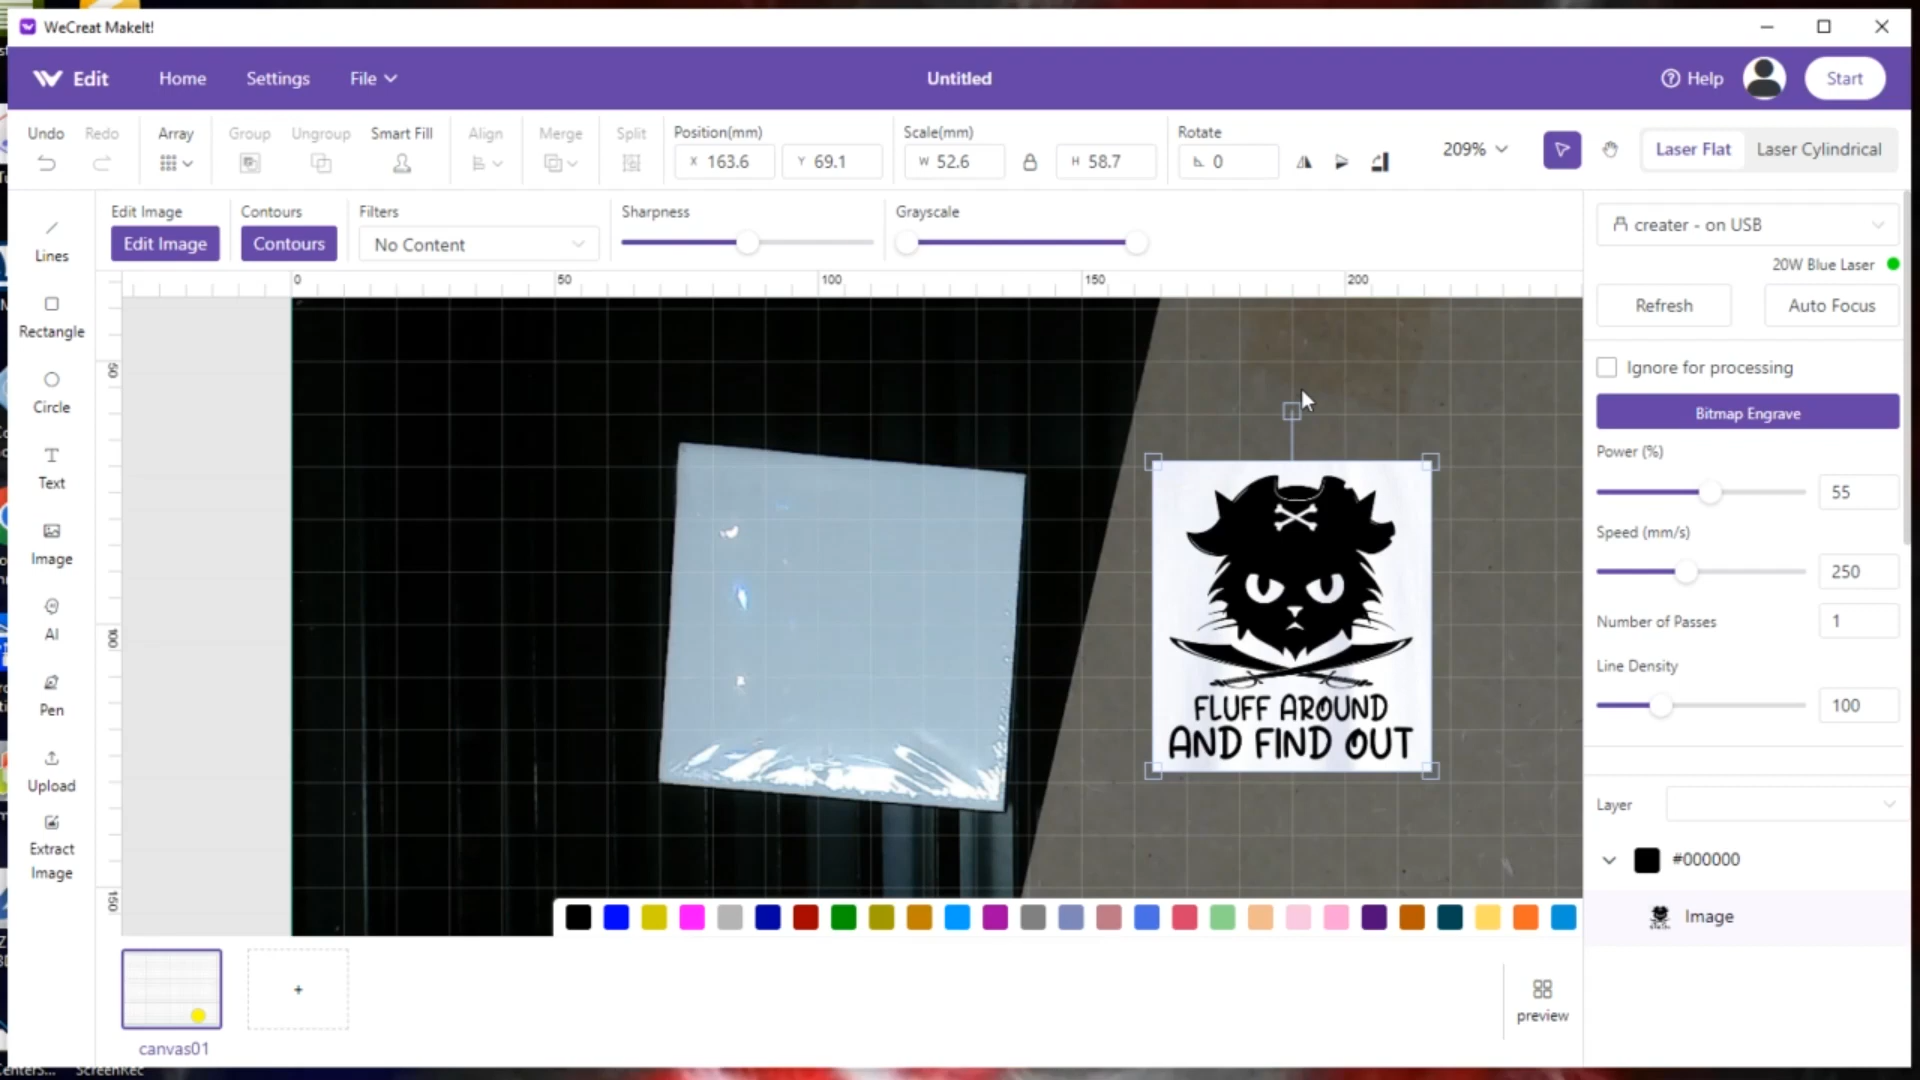 WeCreat MakeIt!
Edit Home Settings File Untitled Help Start
Undo Redo Array Group Ungroup Smart Fill Align Merge Split Position(mm) Scale(mm) Rotate
X 163.6 Y 69.1 W 52.6 H 58.7 0 209% Laser Flat Laser Cylindrical
Edit Image Contours Filters Sharpness Grayscale
Edit Image Contours No Content
creater - on USB
20W Blue Laser
Refresh Auto Focus
0 50 100 150 200
50
100
150
Lines
Rectangle
Circle
Text
Image
AI
Pen
Upload
Extract
Image
FLUFF AROUND
AND FIND OUT
Ignore for processing
Bitmap Engrave
Power (%)
55
Speed (mm/s)
250
Number of Passes 1
Line Density
100
Layer
#000000
Image
+
preview
canvas01
ScreenRec